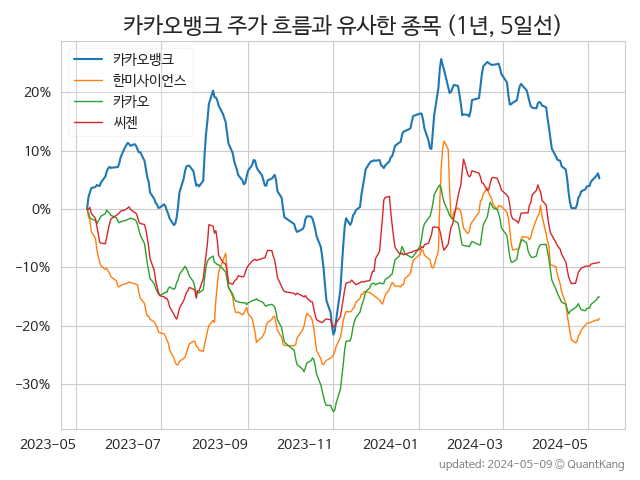 카카오뱅크 주가 흐름과 유사한 종목 (1년, 5일선)
카카오뱅크
한미사이언스
카카오
씨젠
20%
10%
0%
−10%
−20%
−30%
2023-05 2023-07 2023-09 2023-11 2024-01 2024-03 2024-05
updated: 2024-05-09 © QuantKang